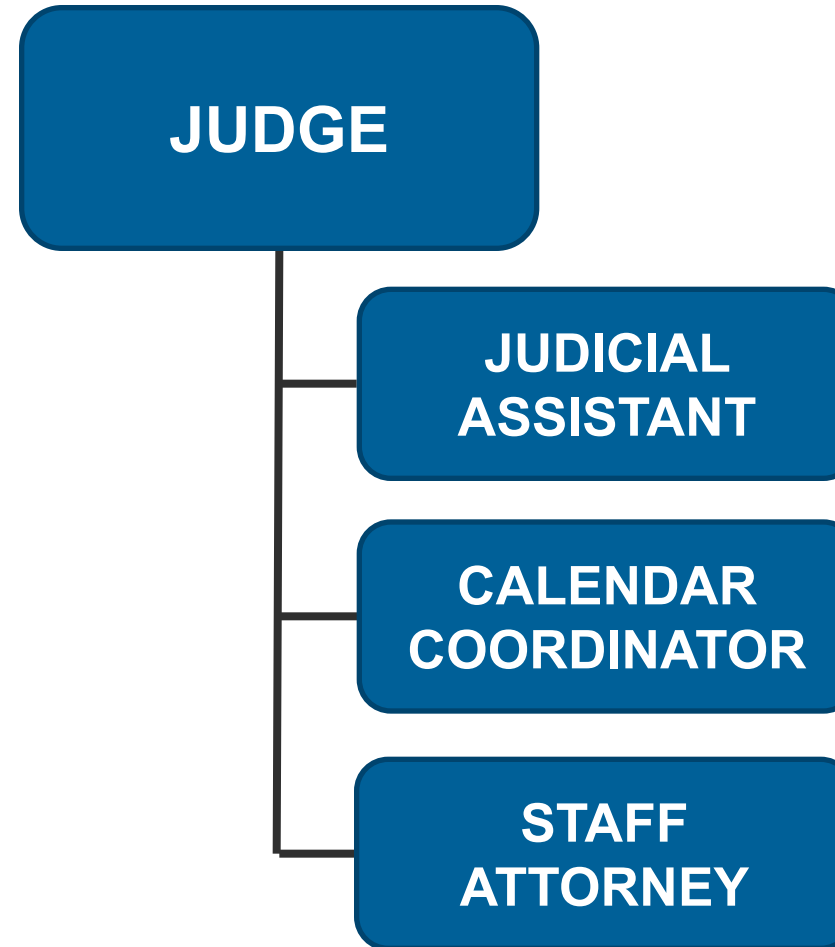 JUDGE
JUDICIAL
ASSISTANT
CALENDAR
COORDINATOR
STAFF
ATTORNEY